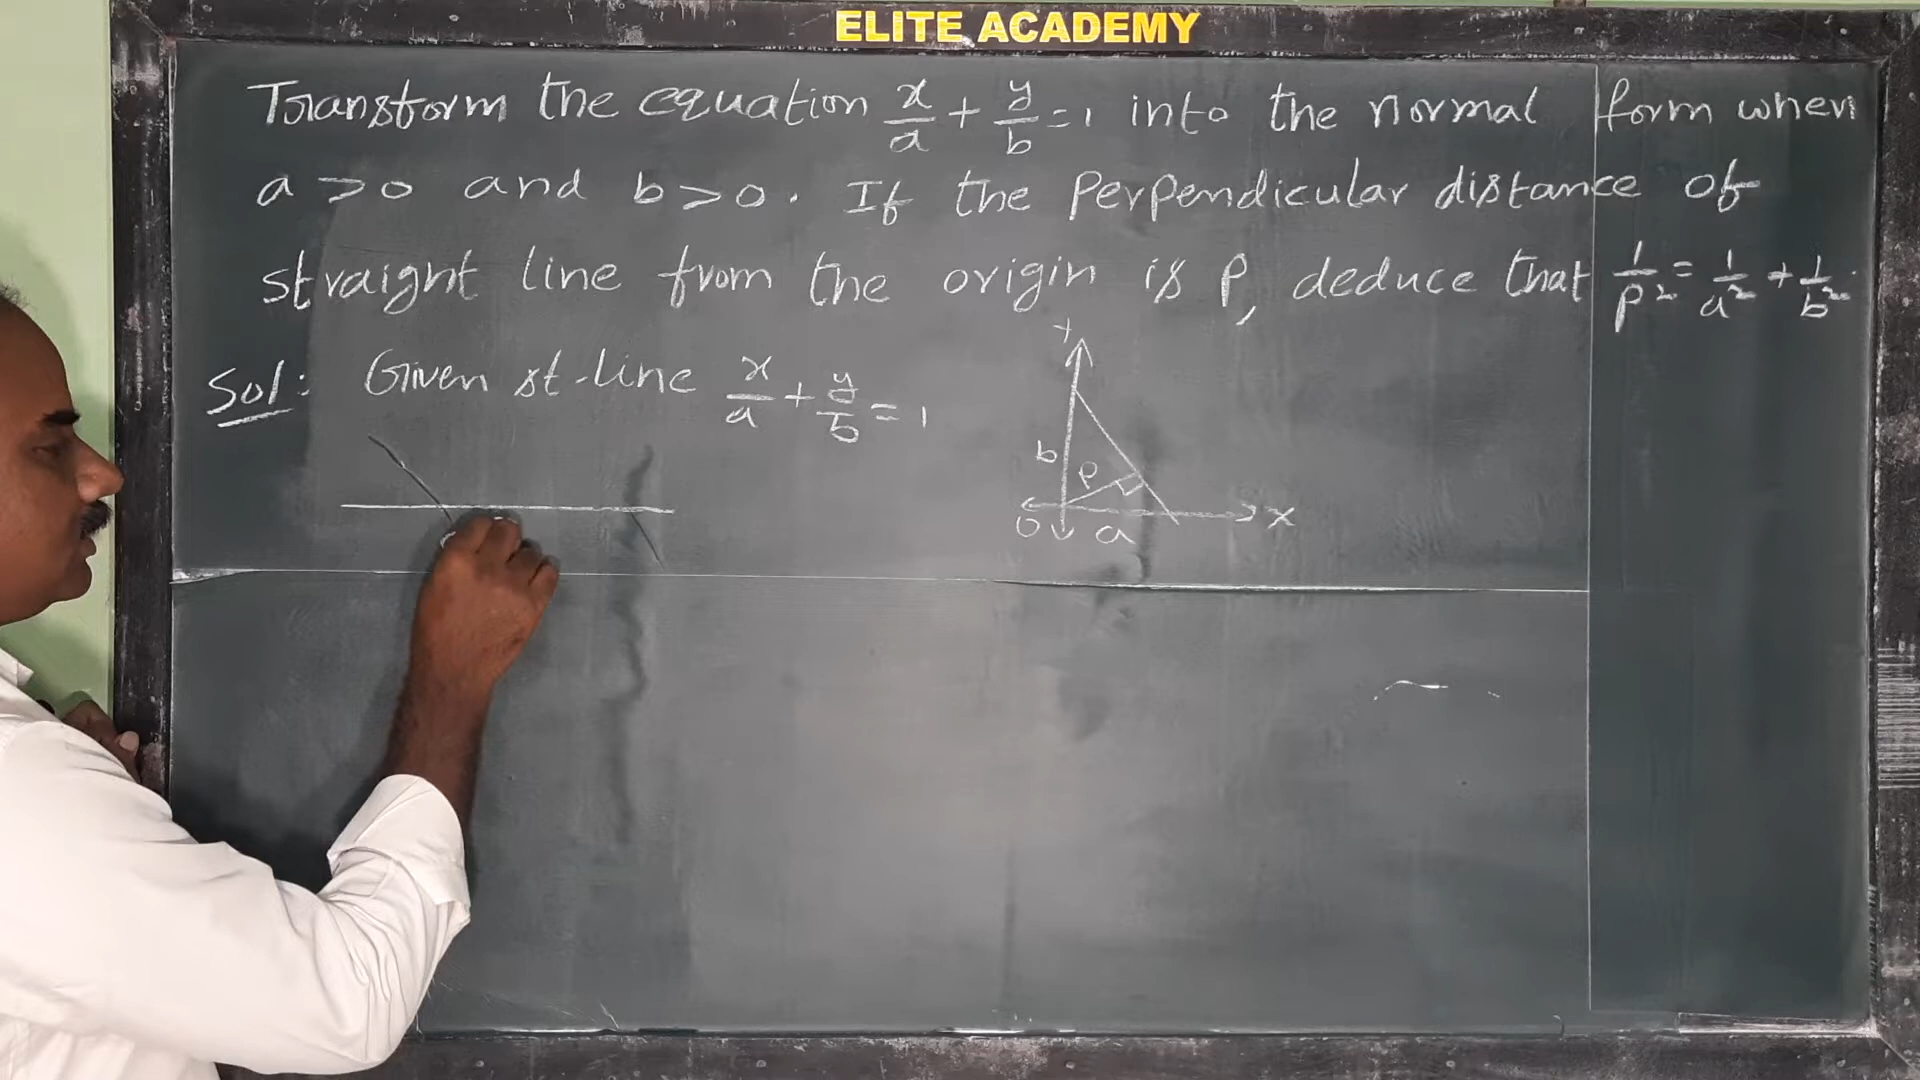 ELITE ACADEMY
Transform the equation x/a + y/b = 1 into the normal form when
a > 0 and b > 0. If the Perpendicular distance of
straight line from the origin is P, deduce that 1/P² = 1/a² + 1/b².
Sol: Given st-line x/a + y/b = 1
Y
b
P
O a X